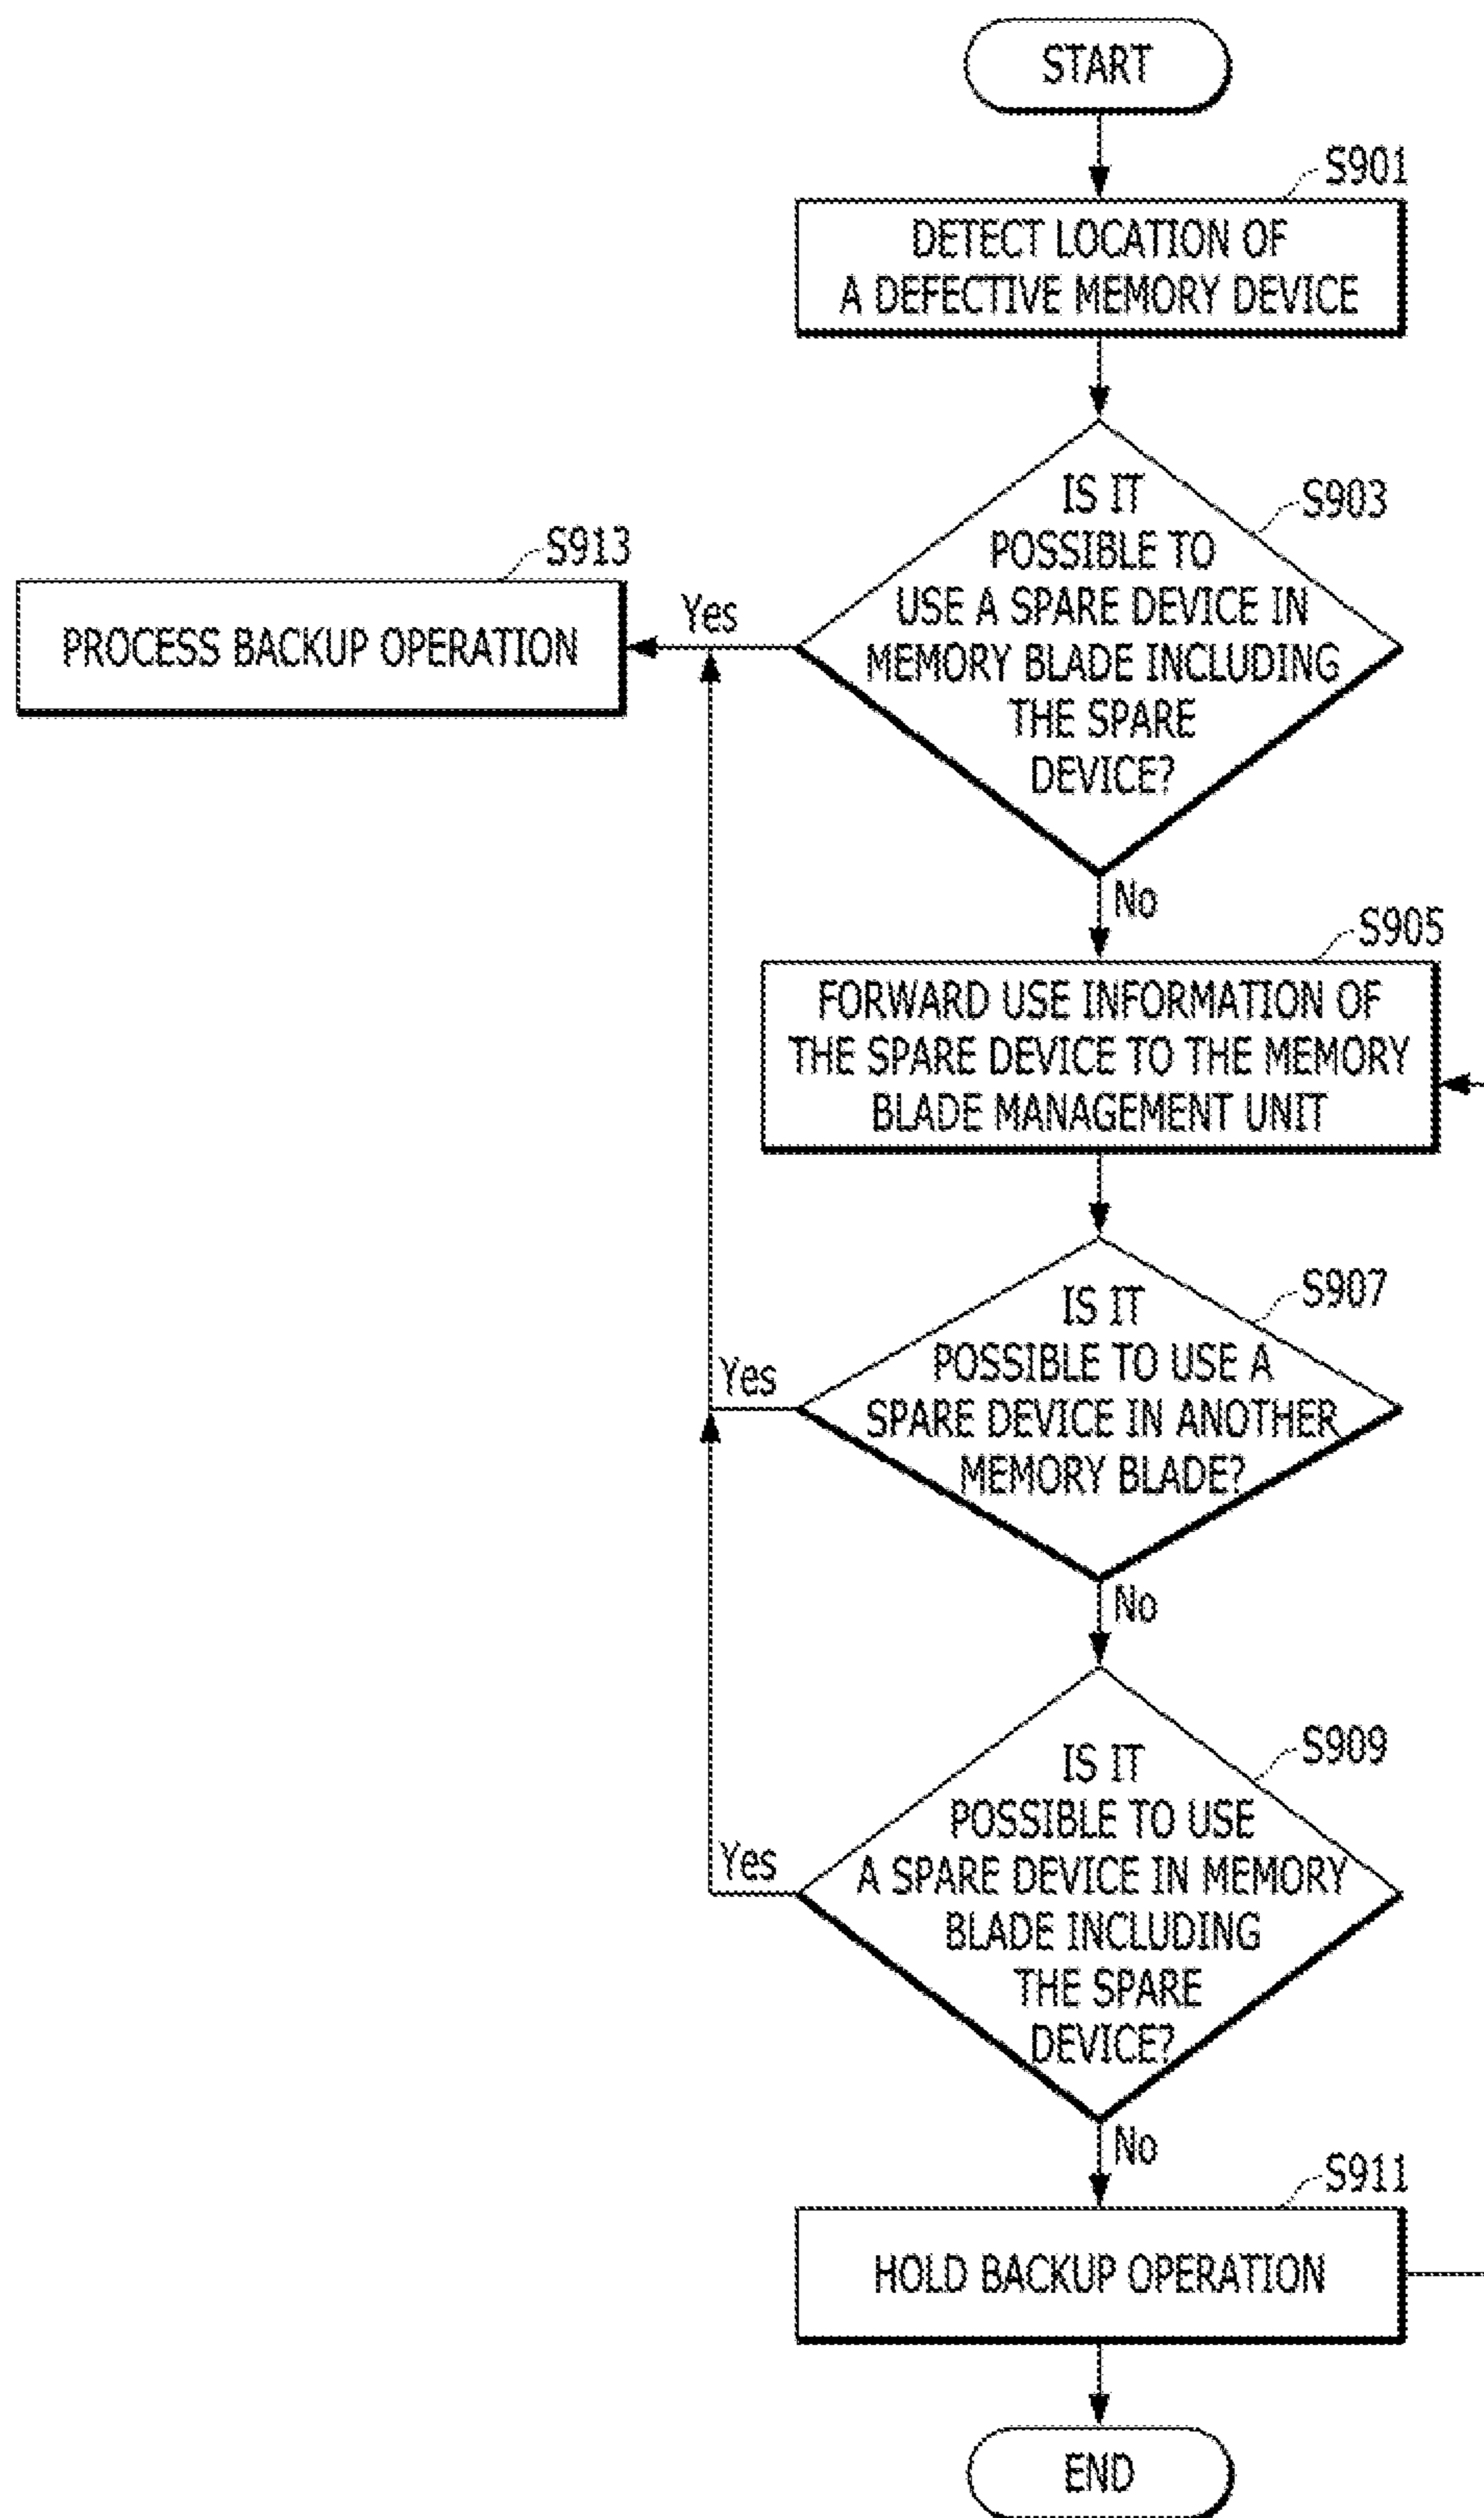 START
S901
DETECT LOCATION OF
A DEFECTIVE MEMORY DEVICE
S903
IS IT
POSSIBLE TO
USE A SPARE DEVICE IN
MEMORY BLADE INCLUDING
THE SPARE
DEVICE?
Yes
S913
PROCESS BACKUP OPERATION
No
S905
FORWARD USE INFORMATION OF
THE SPARE DEVICE TO THE MEMORY
BLADE MANAGEMENT UNIT
S907
IS IT
POSSIBLE TO USE A
SPARE DEVICE IN ANOTHER
MEMORY BLADE?
Yes
No
S909
IS IT
POSSIBLE TO USE
A SPARE DEVICE IN MEMORY
BLADE INCLUDING
THE SPARE
DEVICE?
Yes
No
S911
HOLD BACKUP OPERATION
END